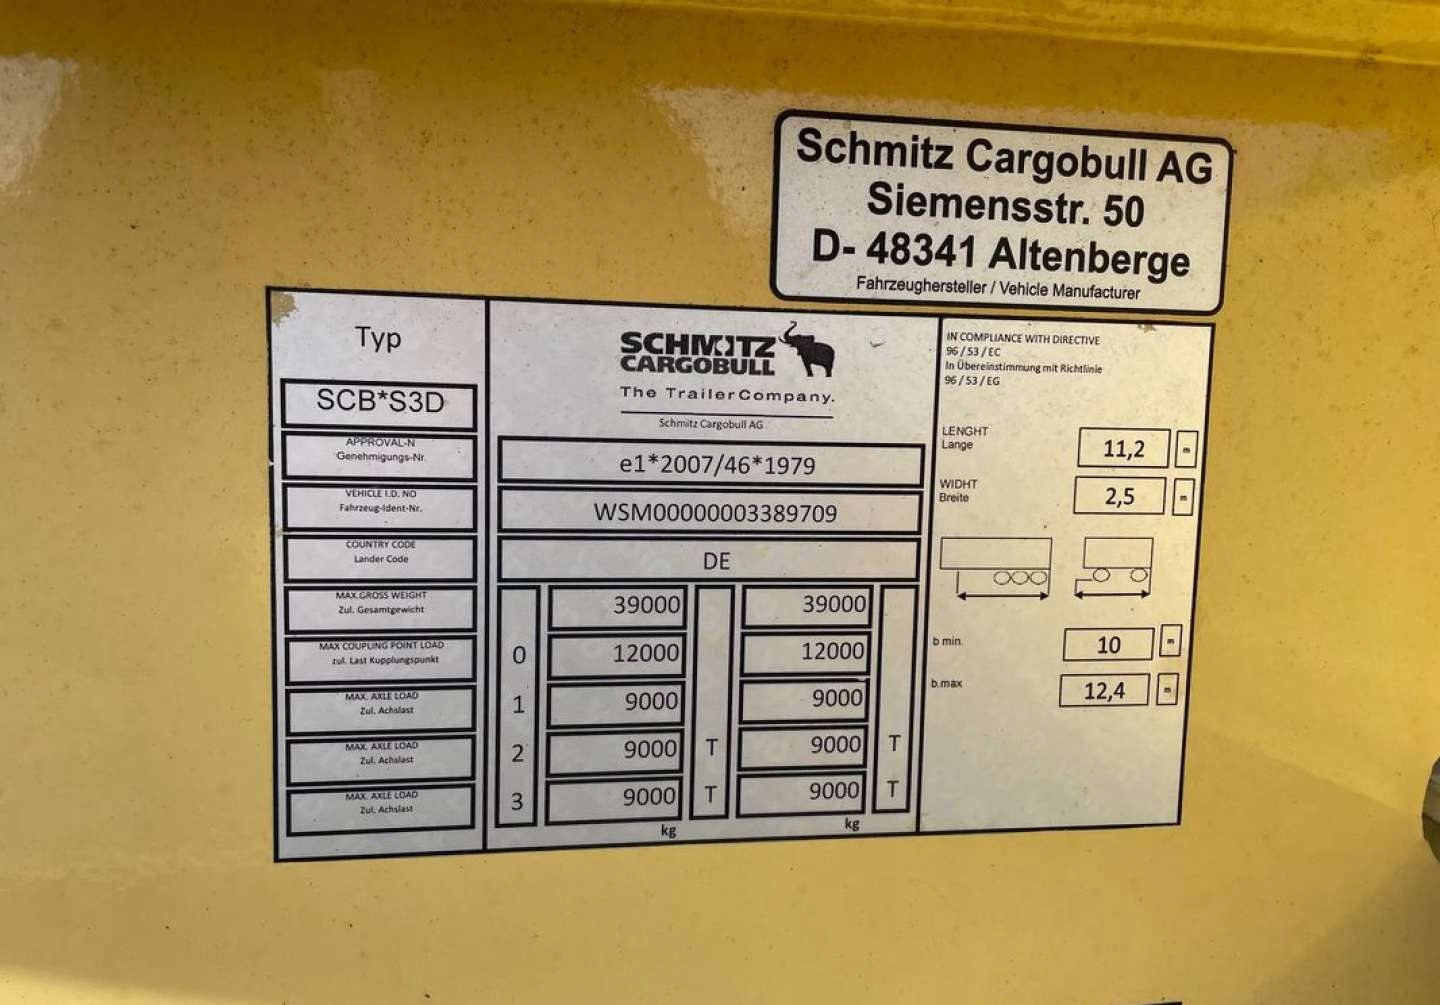 Schmitz Cargobull AG
Siemensstr. 50
D- 48341 Altenberge
Fahrzeughersteller / Vehicle Manufacturer
Typ
SCB*S3D
SCHMITZ
CARGOBULL
The Trailer Company.
Schmitz Cargobull AG
APPROVAL-N
Genehmigungs-Nr.
e1*2007/46*1979
VEHICLE I.D. NO
Fahrzeug-Ident-Nr.
WSM00000003389709
COUNTRY CODE
Lander Code
DE
MAX.GROSS WEIGHT
Zul. Gesamtgewicht
39000 39000
MAX COUPLING POINT LOAD
zul. Last Kupplungspunkt
0 12000 12000
MAX. AXLE LOAD
Zul. Achslast
1 9000 9000
MAX. AXLE LOAD
Zul. Achslast
2 9000 T 9000 T
MAX. AXLE LOAD
Zul. Achslast
3 9000 T 9000 T
kg kg
IN COMPLIANCE WITH DIRECTIVE
96 / 53 / EC
In Übereinstimmung mit Richtlinie
96 / 53 / EG
LENGHT
Lange
11,2 m
WIDHT
Breite
2,5 m
b min.
10 m
b.max
12,4 m